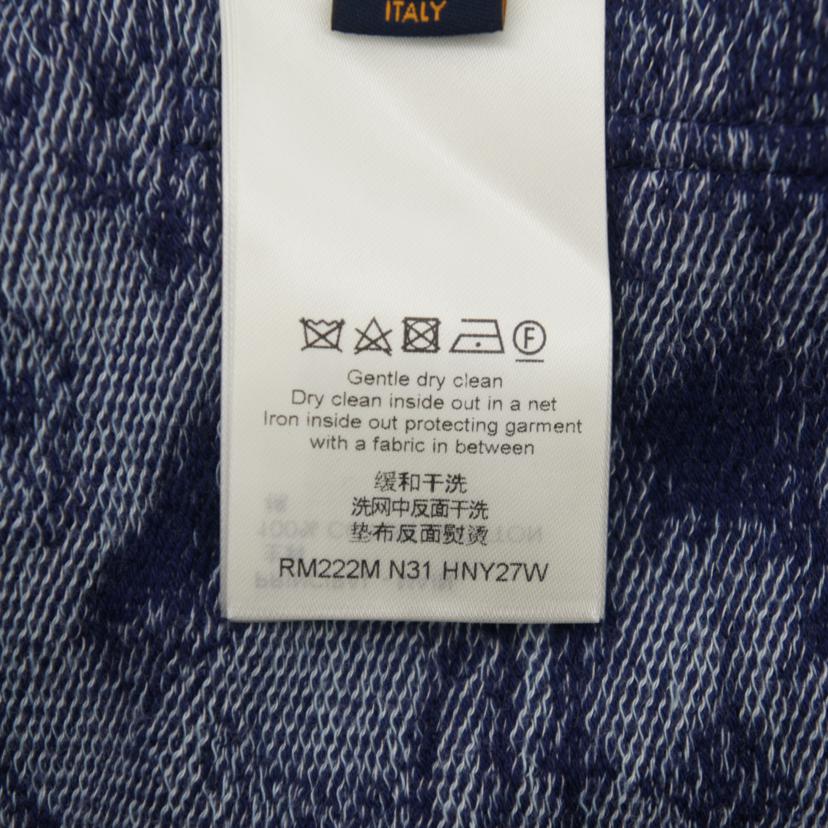 ITALY
F
Gentle dry clean
Dry clean inside out in a net
Iron inside out protecting garment
with a fabric in between
缓和干洗
洗网中反面干洗
垫布反面熨烫
RM222M N31 HNY27W